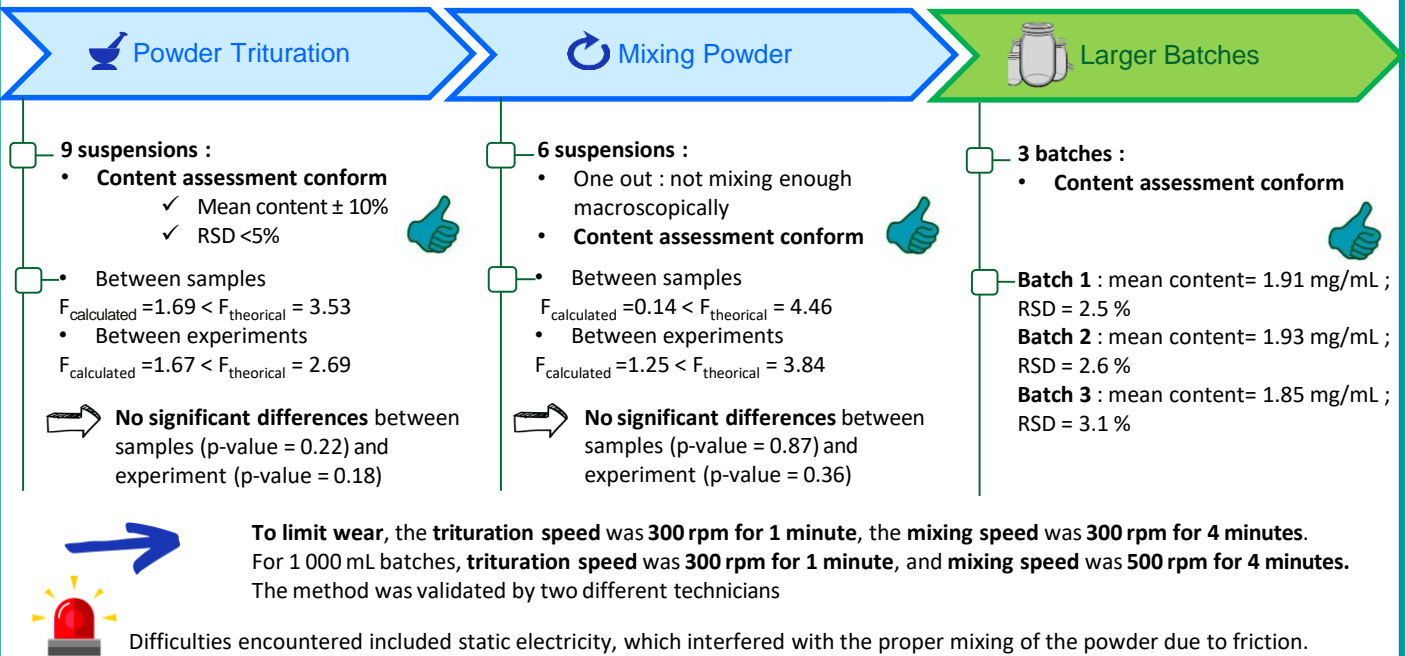 Powder Trituration
Mixing Powder
Larger Batches
9 suspensions :
• Content assessment conform
✓ Mean content ± 10%
✓ RSD <5%
• Between samples
Fcalculated =1.69 < Ftheorical = 3.53
• Between experiments
Fcalculated =1.67 < Ftheorical = 2.69
No significant differences between
samples (p-value = 0.22) and
experiment (p-value = 0.18)
6 suspensions :
• One out : not mixing enough
macroscopically
• Content assessment conform
• Between samples
Fcalculated =0.14 < Ftheorical = 4.46
• Between experiments
Fcalculated =1.25 < Ftheorical = 3.84
No significant differences between
samples (p-value = 0.87) and
experiment (p-value = 0.36)
3 batches :
• Content assessment conform
Batch 1 : mean content= 1.91 mg/mL ;
RSD = 2.5 %
Batch 2 : mean content= 1.93 mg/mL ;
RSD = 2.6 %
Batch 3 : mean content= 1.85 mg/mL ;
RSD = 3.1 %
To limit wear, the trituration speed was 300 rpm for 1 minute, the mixing speed was 300 rpm for 4 minutes.
For 1 000 mL batches, trituration speed was 300 rpm for 1 minute, and mixing speed was 500 rpm for 4 minutes.
The method was validated by two different technicians
Difficulties encountered included static electricity, which interfered with the proper mixing of the powder due to friction.